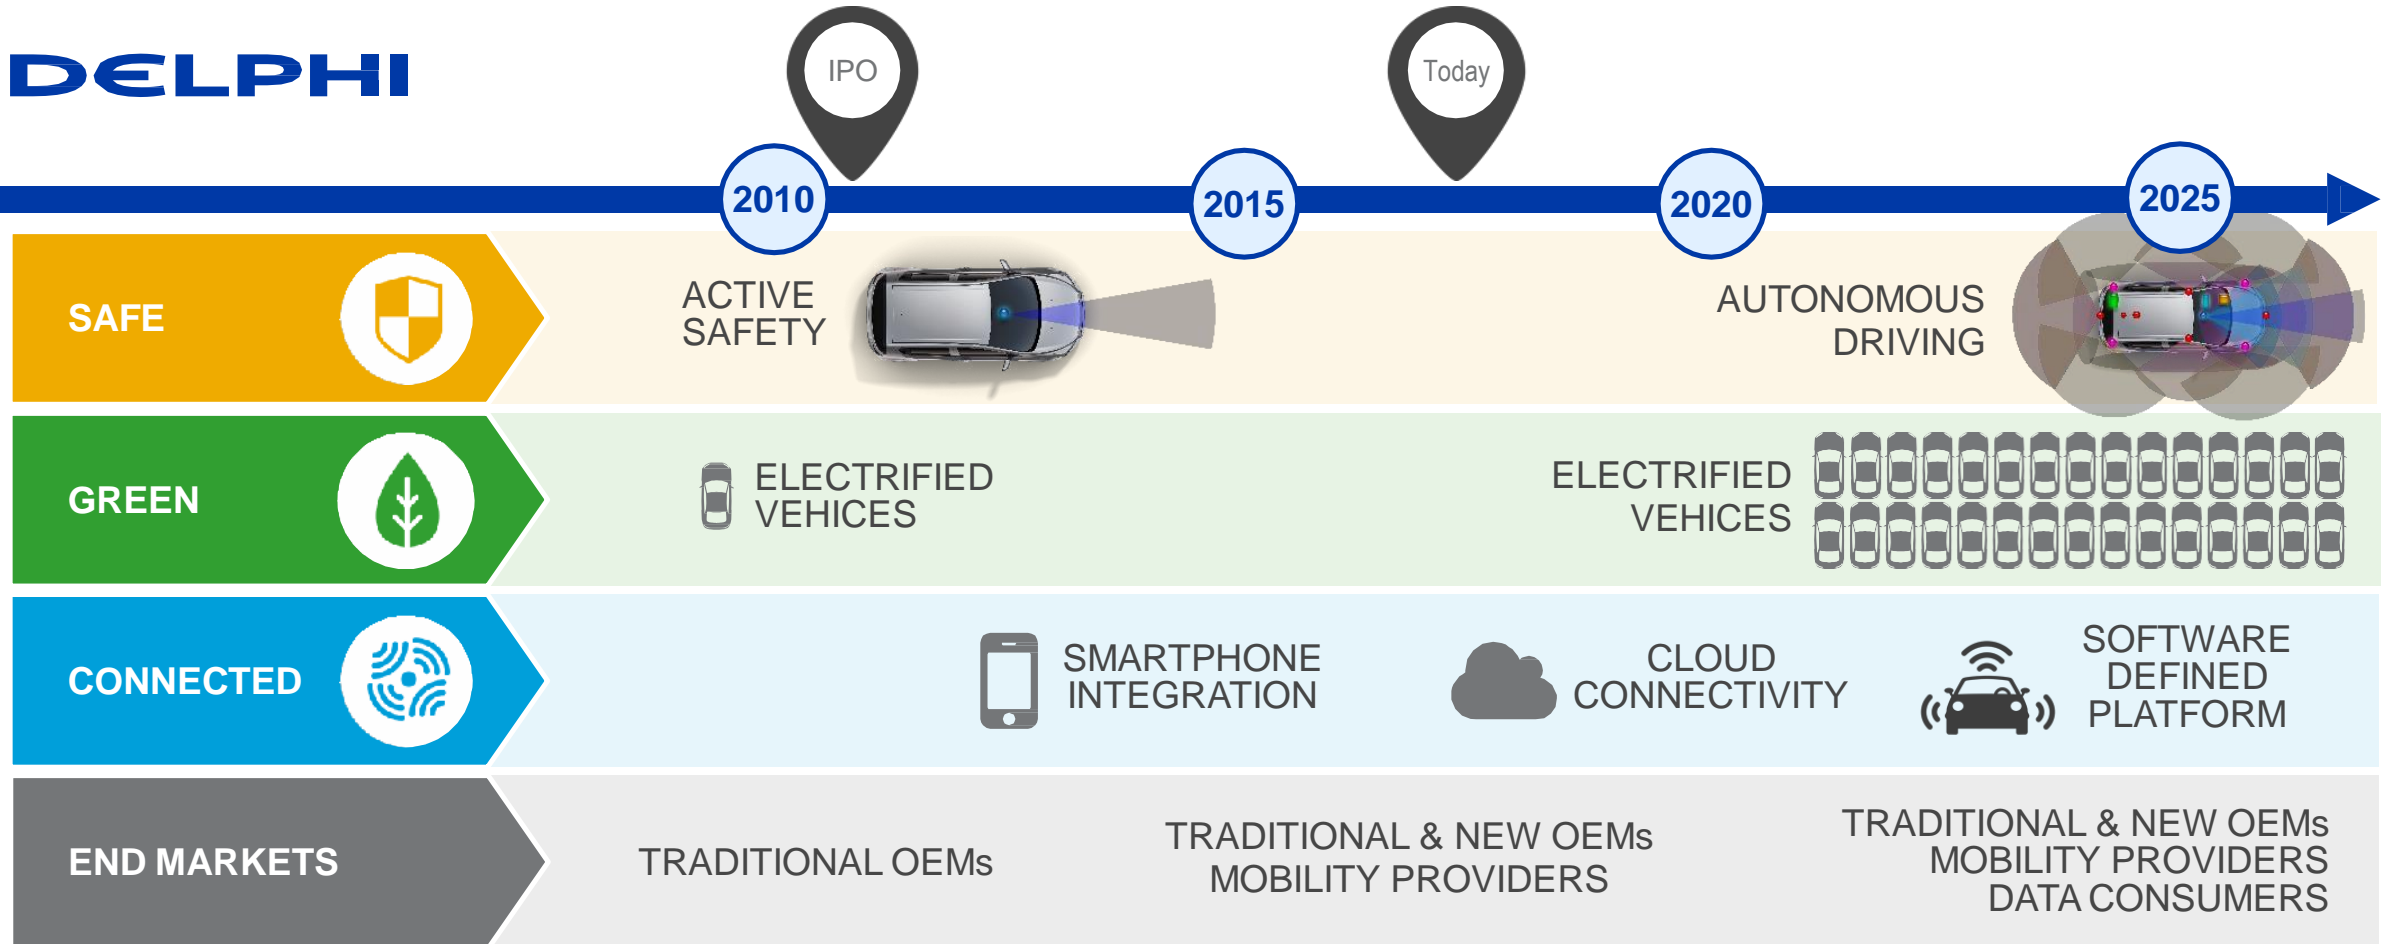 DELPHI
IPO
Today
2010
2015
2020
2025
SAFE
ACTIVE
SAFETY
AUTONOMOUS
DRIVING
GREEN
ELECTRIFIED
VEHICES
ELECTRIFIED
VEHICES
CONNECTED
SMARTPHONE
INTEGRATION
CLOUD
CONNECTIVITY
SOFTWARE
DEFINED
PLATFORM
END MARKETS
TRADITIONAL OEMs
TRADITIONAL & NEW OEMs
MOBILITY PROVIDERS
TRADITIONAL & NEW OEMs
MOBILITY PROVIDERS
DATA CONSUMERS